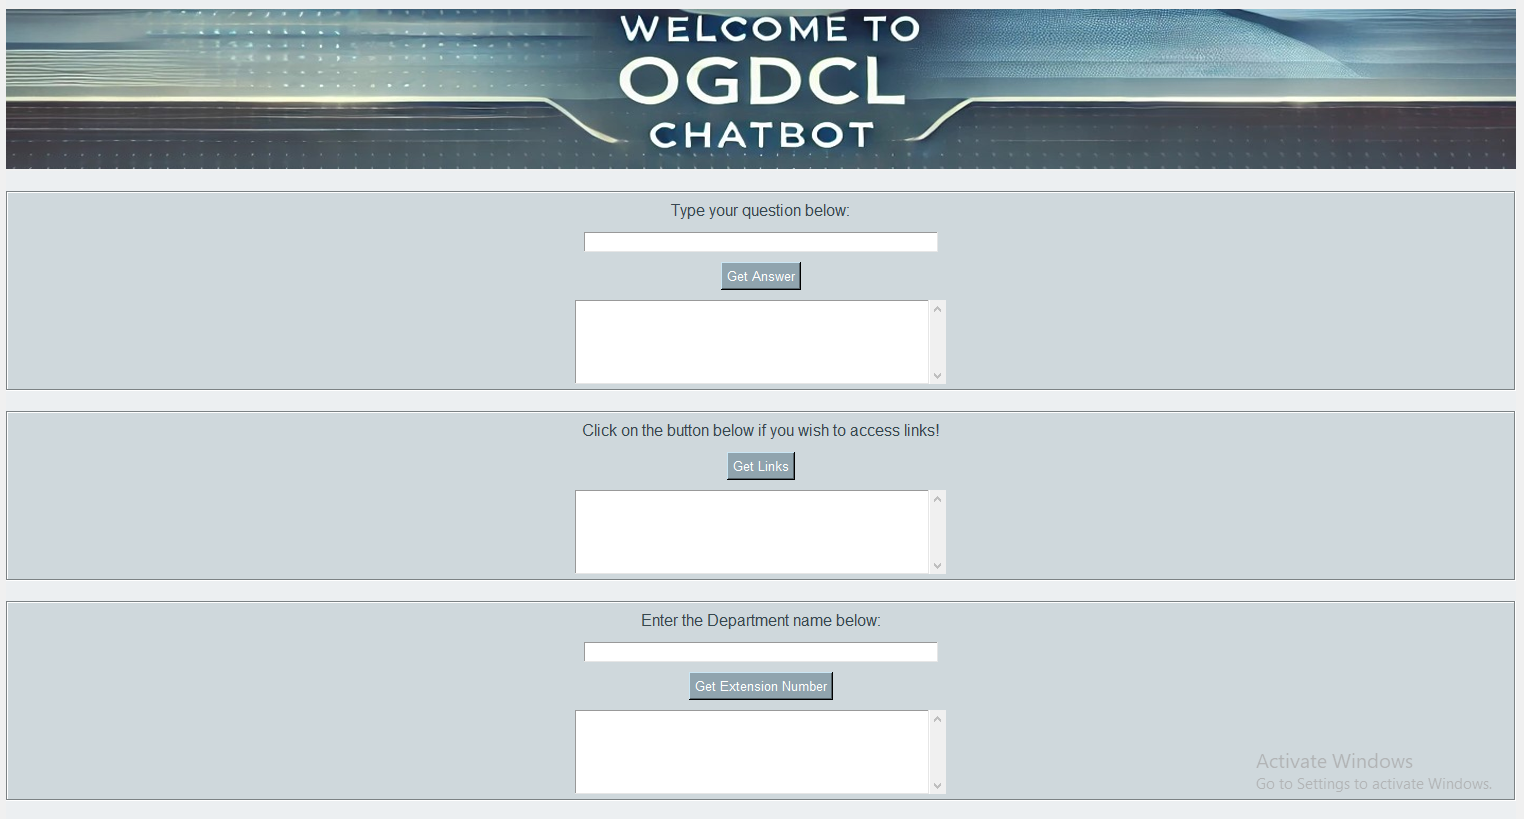 WELCOME TO
OGDCL
CHATBOT
Type your question below:
Get Answer
Click on the button below if you wish to access links!
Get Links
Enter the Department name below:
Get Extension Number
Activate Windows
Go to Settings to activate Windows.